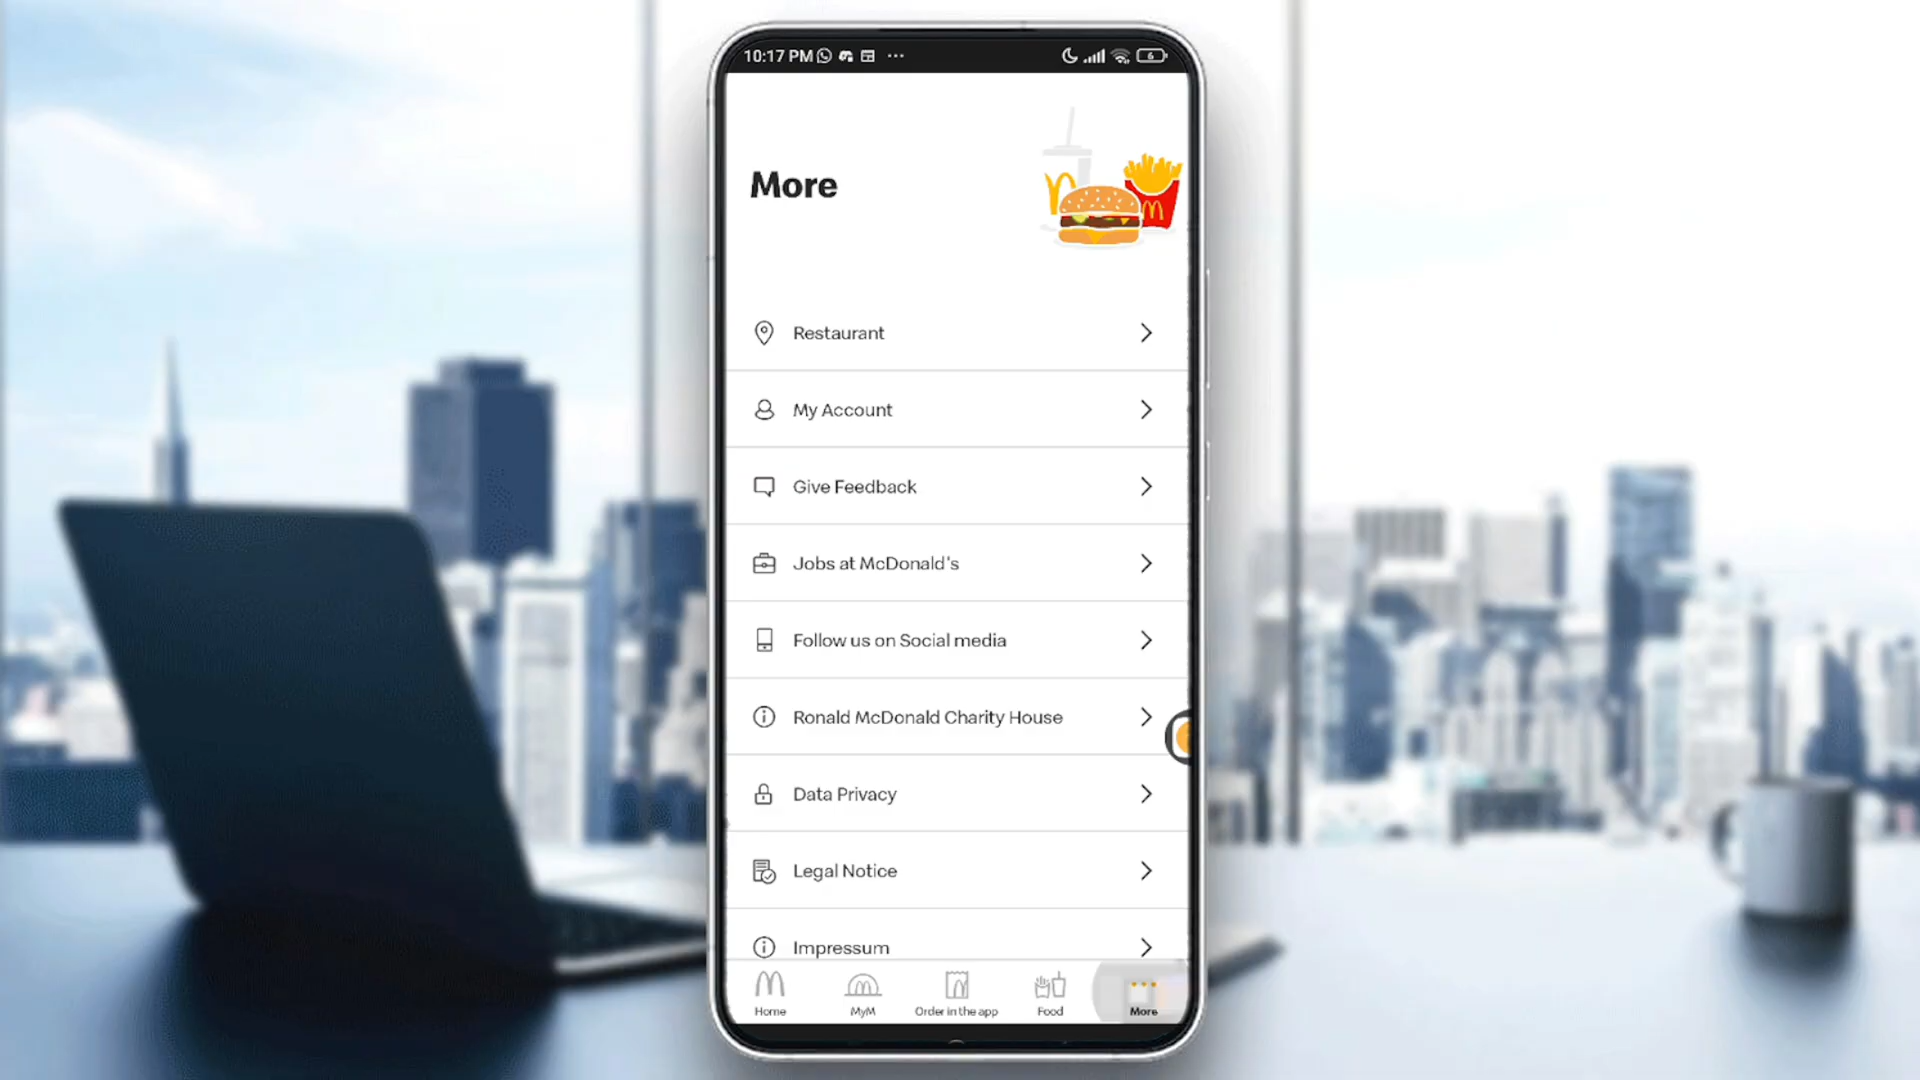 10:17 PM
6
More
Restaurant
My Account
Give Feedback
Jobs at McDonald's
Follow us on Social media
Ronald McDonald Charity House
Data Privacy
Legal Notice
Impressum
Home
MyM
Order in the app
Food
More